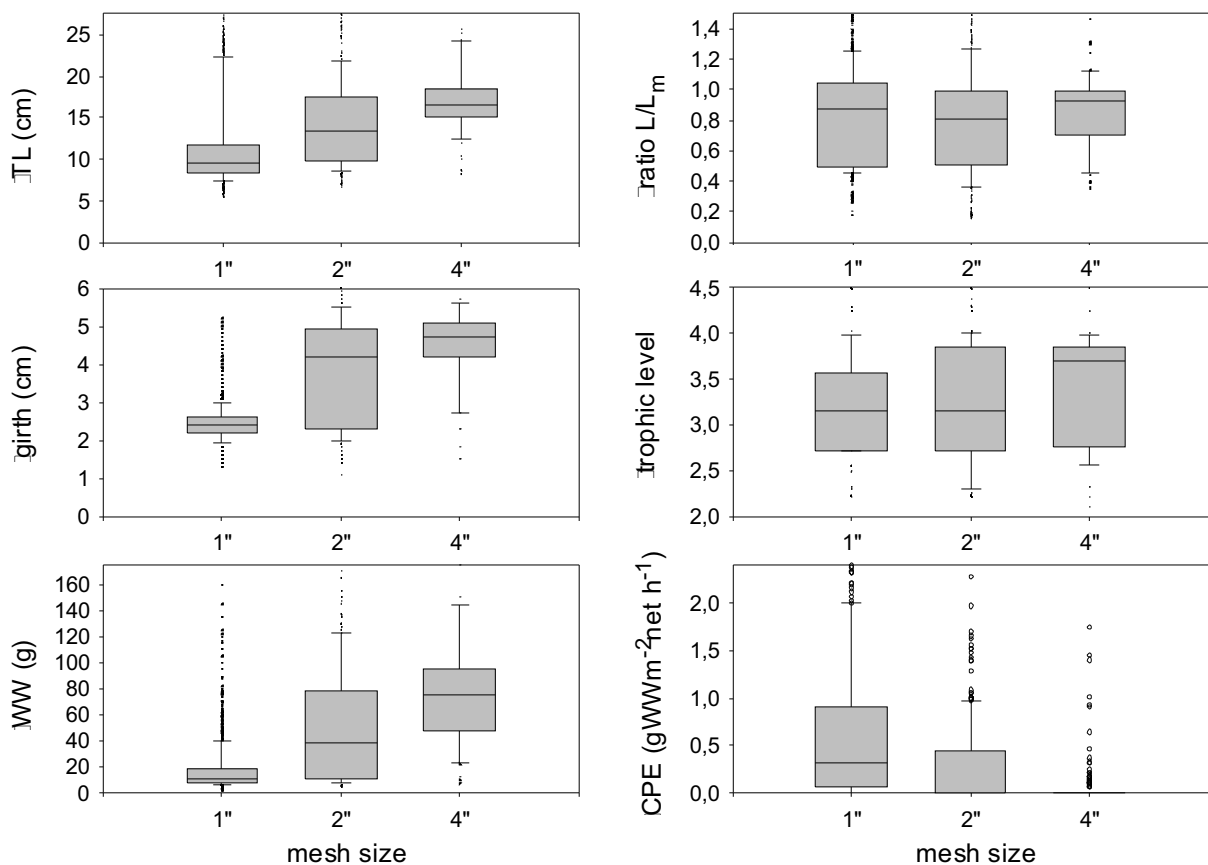 25
20
15
10
5
0
TL (cm)
1" 2" 4"
1,4
1,2
1,0
0,8
0,6
0,4
0,2
0,0
ratio L/Lm
1" 2" 4"
6
5
4
3
2
1
0
girth (cm)
1" 2" 4"
4,5
4,0
3,5
3,0
2,5
2,0
trophic level
1" 2" 4"
160
140
120
100
80
60
40
20
0
WW (g)
1" 2" 4"
mesh size
2,0
1,5
1,0
0,5
0,0
CPE (gWWm⁻²net h⁻¹)
1" 2" 4"
mesh size